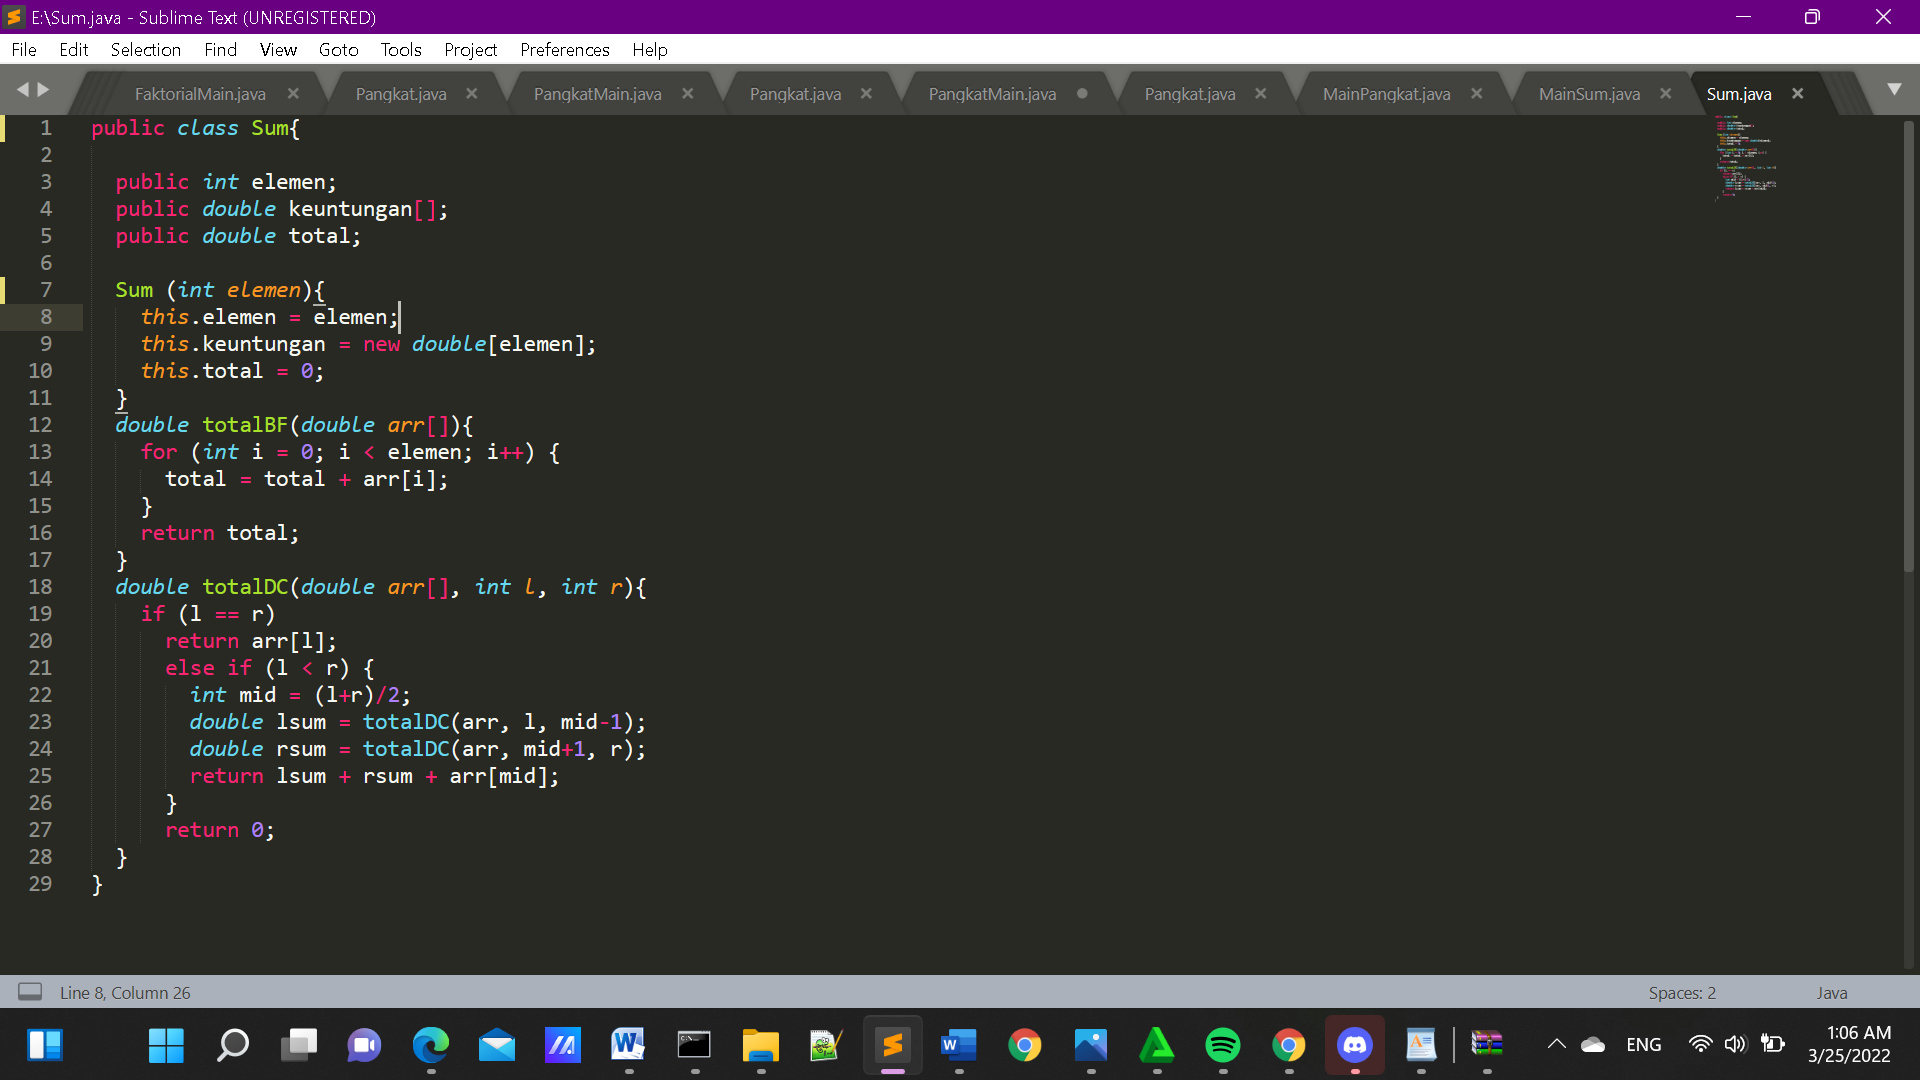 E:\Sum.java - Sublime Text (UNREGISTERED)
File Edit Selection Find View Goto Tools Project Preferences Help
FaktorialMain.java Pangkat.java PangkatMain.java Pangkat.java PangkatMain.java Pangkat.java MainPangkat.java MainSum.java Sum.java
1 public class Sum{
2
3 public int elemen;
4 public double keuntungan[];
5 public double total;
6
7 Sum (int elemen){
8 this.elemen = elemen;
9 this.keuntungan = new double[elemen];
10 this.total = 0;
11 }
12 double totalBF(double arr[]){
13 for (int i = 0; i < elemen; i++) {
14 total = total + arr[i];
15 }
16 return total;
17 }
18 double totalDC(double arr[], int l, int r){
19 if (l == r)
20 return arr[l];
21 else if (l < r) {
22 int mid = (l+r)/2;
23 double lsum = totalDC(arr, l, mid-1);
24 double rsum = totalDC(arr, mid+1, r);
25 return lsum + rsum + arr[mid];
26 }
27 return 0;
28 }
29 }
Line 8, Column 26 Spaces: 2 Java
ENG
1:06 AM
3/25/2022